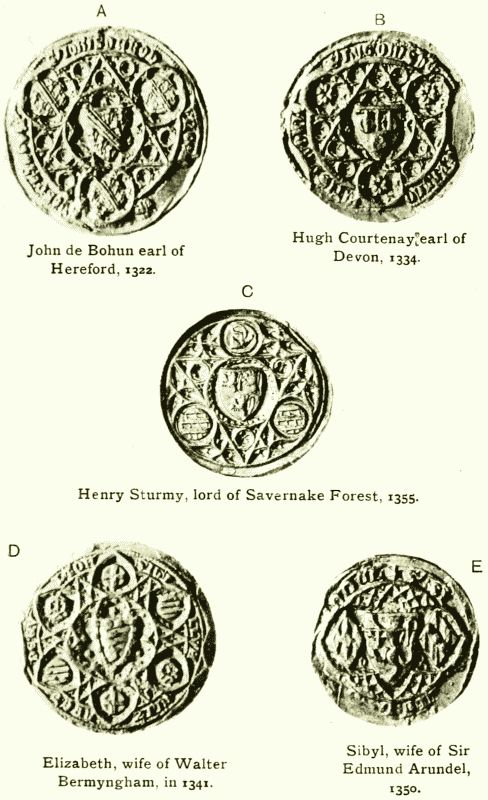 A
B
John de Bohun earl of
Hereford, 1322.
Hugh Courtenay, earl of
Devon, 1334.
C
Henry Sturmy, lord of Savernake Forest, 1355.
D
E
Elizabeth, wife of Walter
Bermyngham, in 1341.
Sibyl, wife of Sir
Edmund Arundel,
1350.